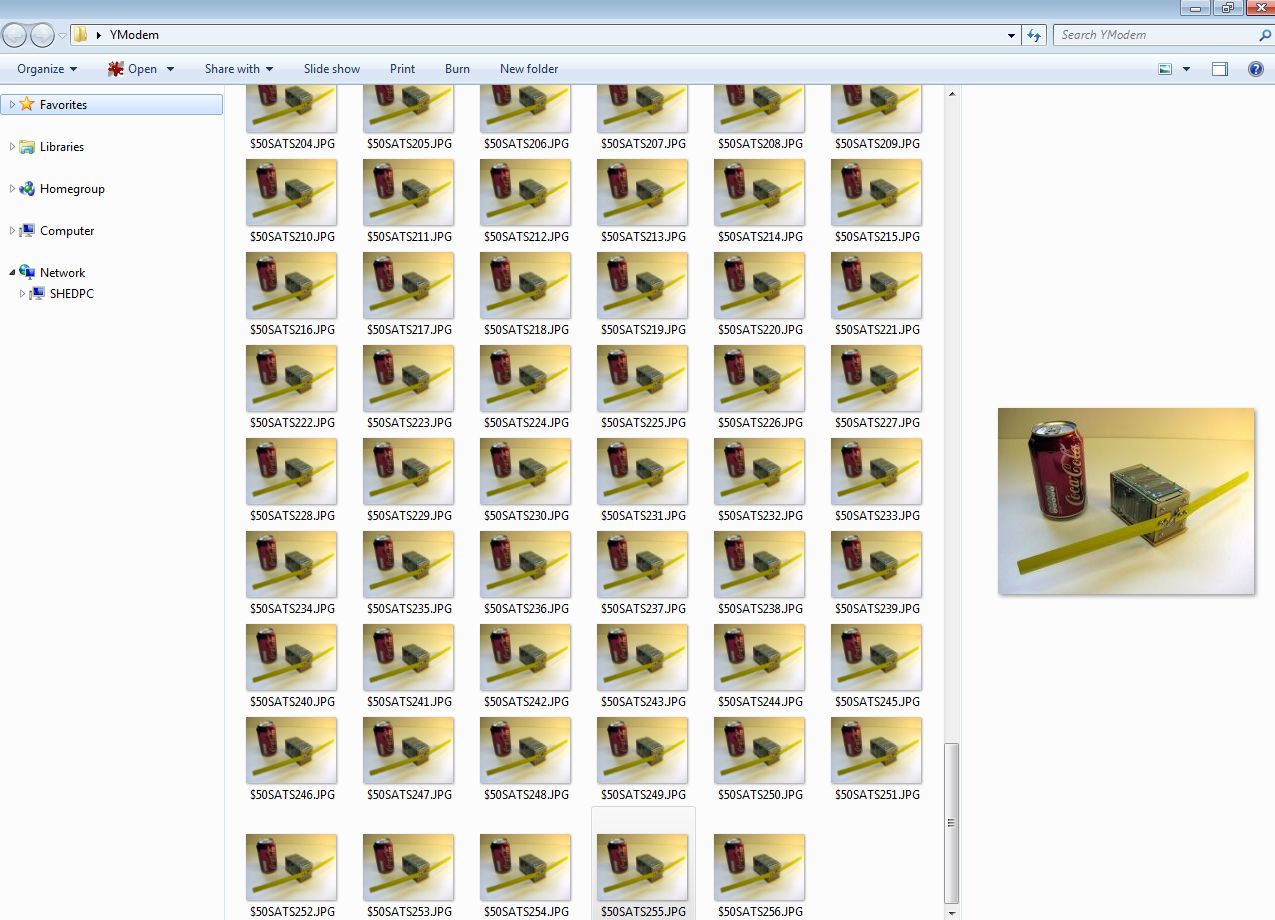 YModem
Search YModem
Organize Open Share with Slide show Print Burn New folder
Favorites
Libraries
Homegroup
Computer
Network
SHEDPC
$50SATS204.JPG $50SATS205.JPG $50SATS206.JPG $50SATS207.JPG $50SATS208.JPG $50SATS209.JPG
$50SATS210.JPG $50SATS211.JPG $50SATS212.JPG $50SATS213.JPG $50SATS214.JPG $50SATS215.JPG
$50SATS216.JPG $50SATS217.JPG $50SATS218.JPG $50SATS219.JPG $50SATS220.JPG $50SATS221.JPG
$50SATS222.JPG $50SATS223.JPG $50SATS224.JPG $50SATS225.JPG $50SATS226.JPG $50SATS227.JPG
$50SATS228.JPG $50SATS229.JPG $50SATS230.JPG $50SATS231.JPG $50SATS232.JPG $50SATS233.JPG
$50SATS234.JPG $50SATS235.JPG $50SATS236.JPG $50SATS237.JPG $50SATS238.JPG $50SATS239.JPG
$50SATS240.JPG $50SATS241.JPG $50SATS242.JPG $50SATS243.JPG $50SATS244.JPG $50SATS245.JPG
$50SATS246.JPG $50SATS247.JPG $50SATS248.JPG $50SATS249.JPG $50SATS250.JPG $50SATS251.JPG
$50SATS252.JPG $50SATS253.JPG $50SATS254.JPG $50SATS255.JPG $50SATS256.JPG
Coca-Cola